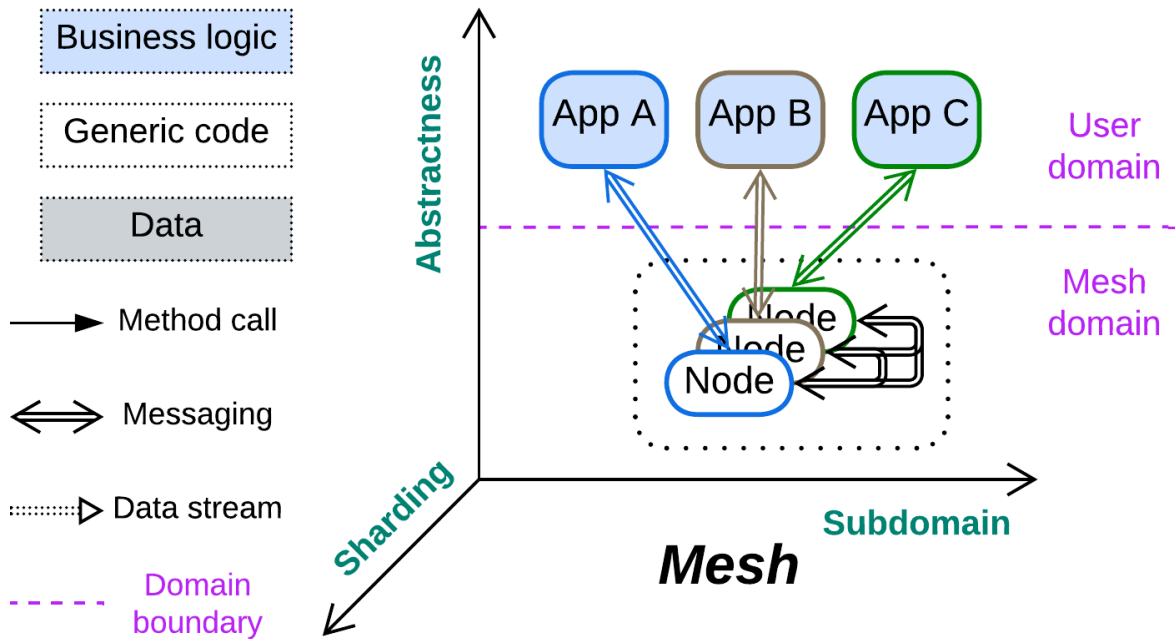 Business logic
Generic code
Data
Method call
Messaging
Data stream
Domain
boundary
Abstractness
App A
App B
App C
User
domain
Mesh
domain
Node
Node
Node
Sharding
Subdomain
Mesh